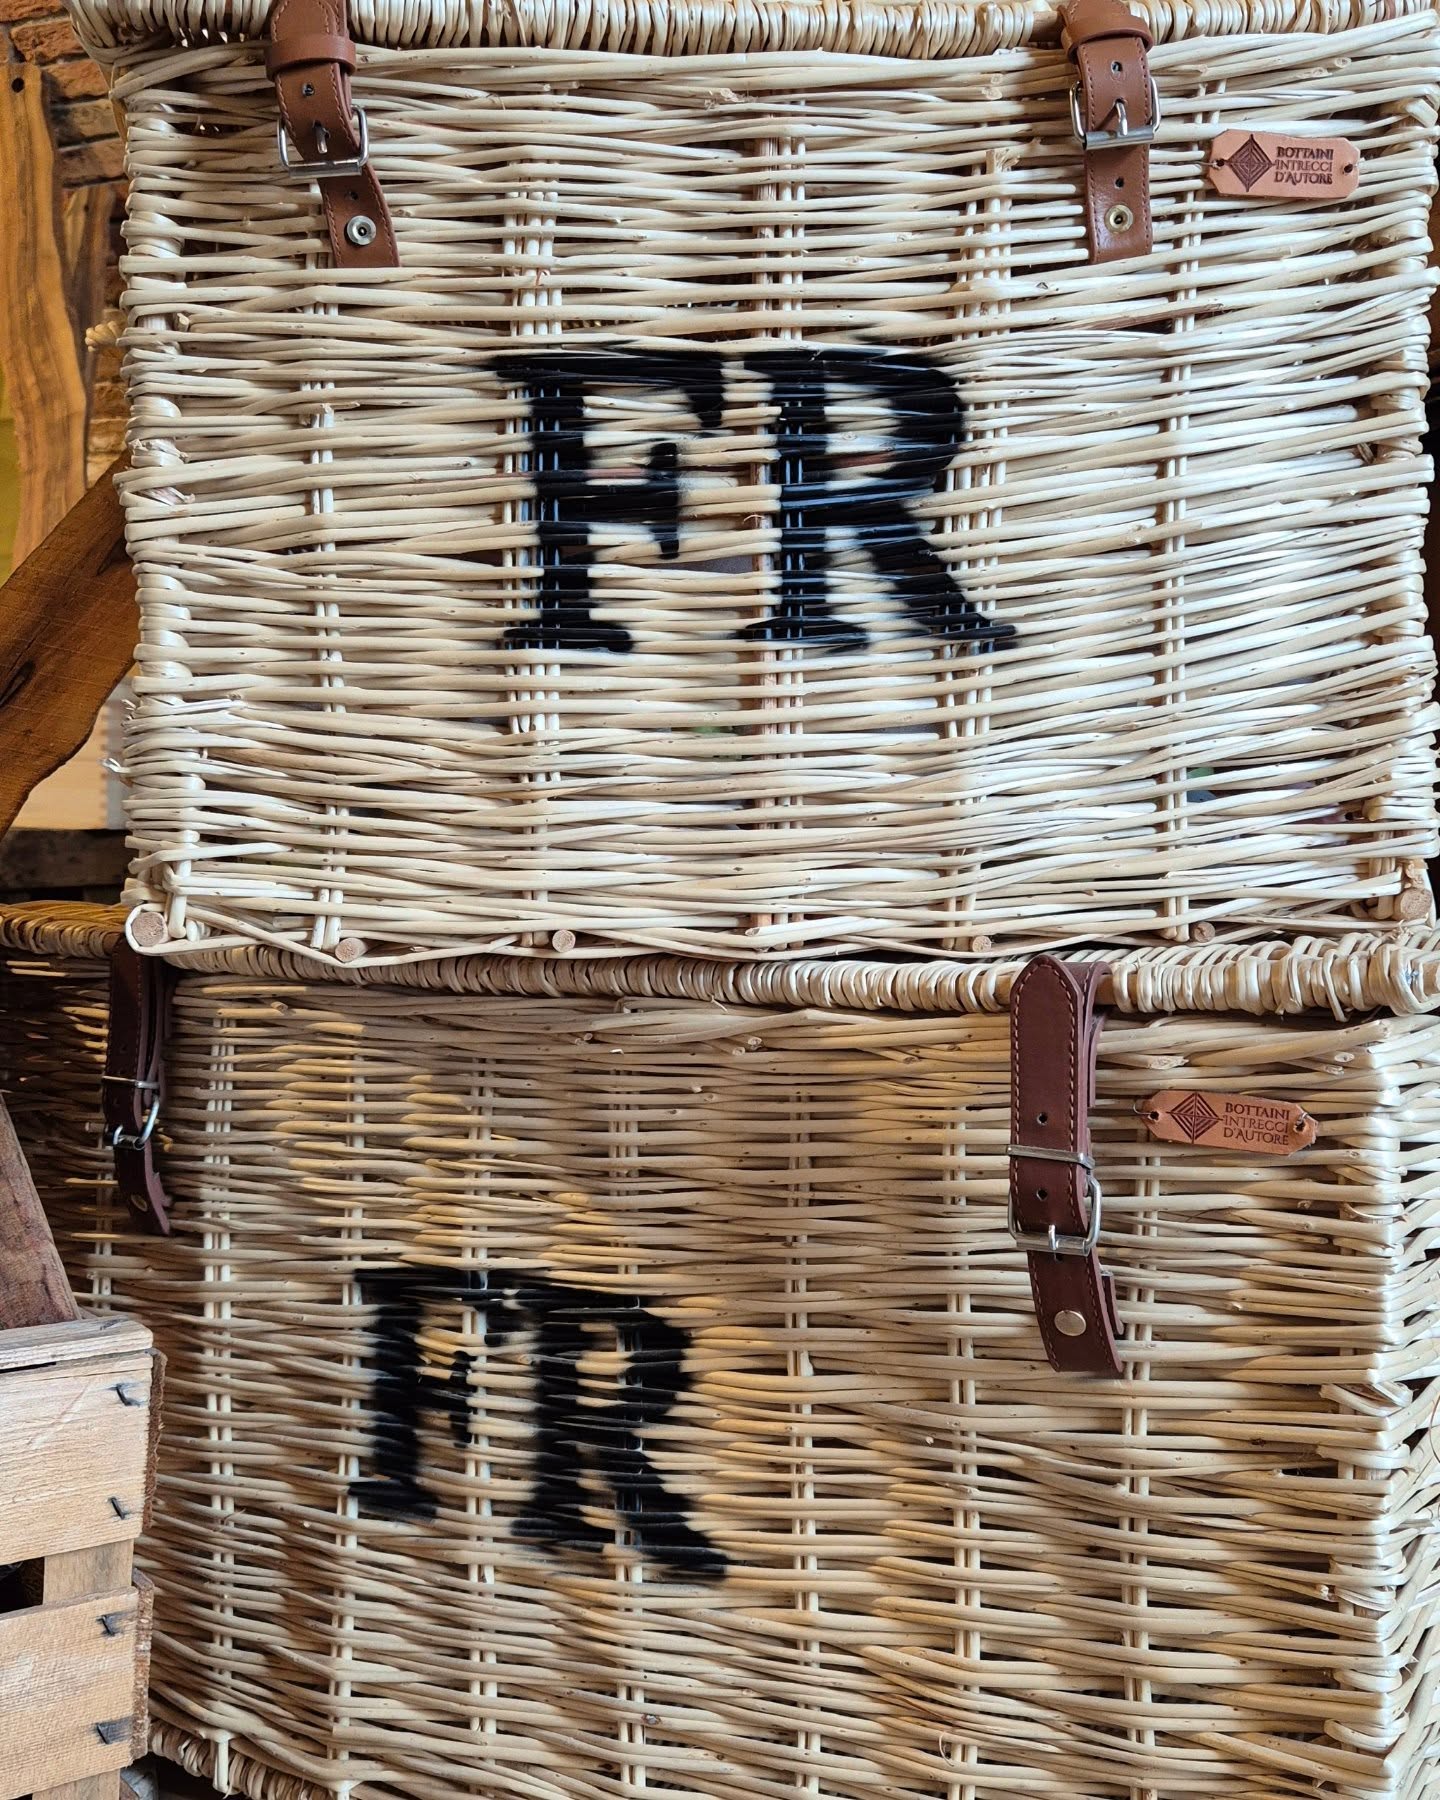 BOTTAINI
INTRECCI
D'AUTORE
FR
BOTTAINI
INTRECCI
D'AUTORE
FR